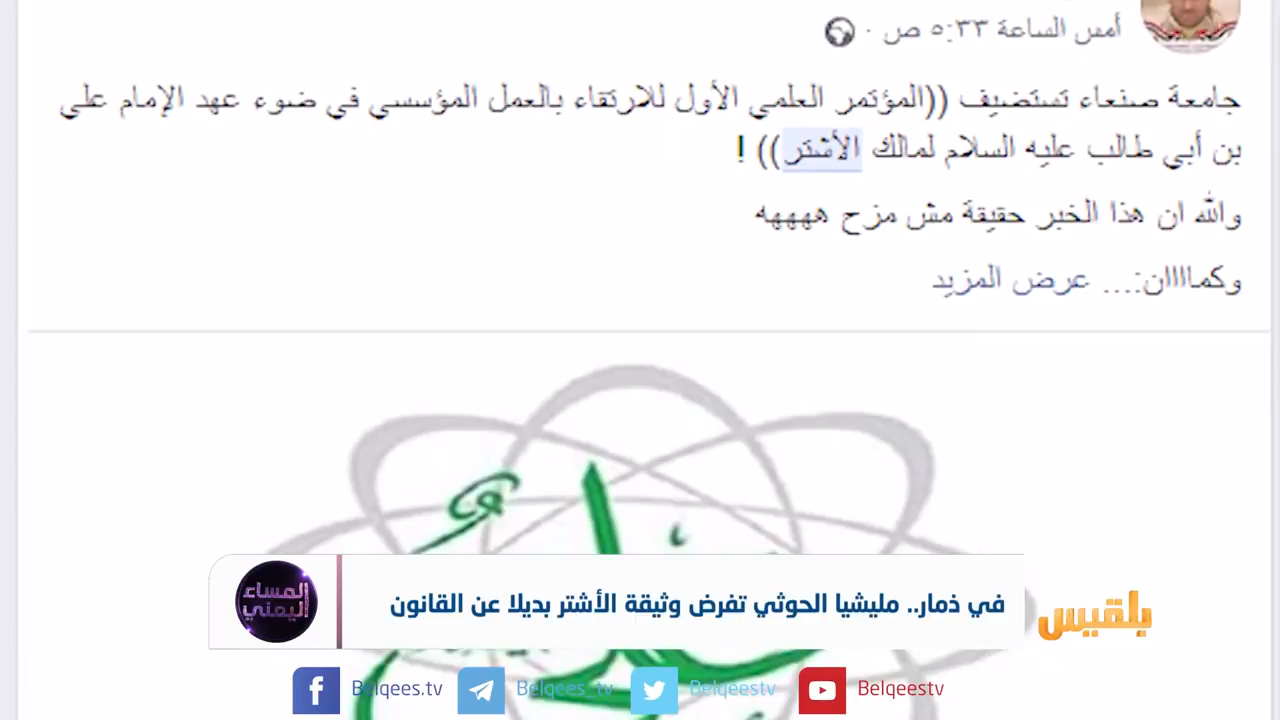 أمس الساعة ٥:٣٣ ص ·
جامعة صنعاء تستضيف ((المؤتمر العلمي الأول للارتقاء بالعمل المؤسسي في ضوء عهد الإمام علي
بن أبي طالب عليه السلام لمالك الأشتر)) !
والله ان هذا الخبر حقيقة مش مزح هههههه
وكماااان:... عرض المزيد
المساء
اليمني
في ذمار.. مليشيا الحوثي تفرض وثيقة الأشتر بديلا عن القانون
بلقيس
Belqees.tv
Belqees_tv
Belqeestv
Belqeestv